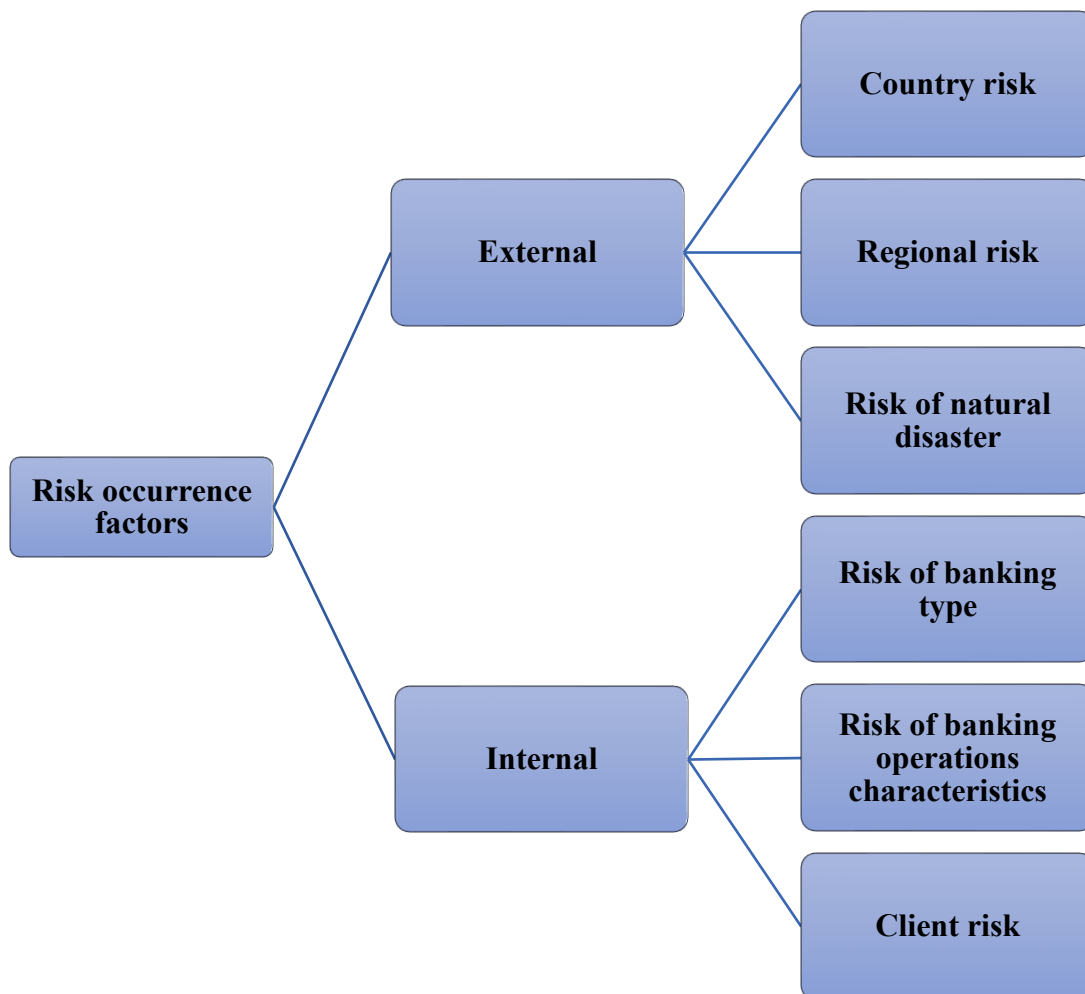 Country risk
External
Regional risk
Risk of natural
disaster
Risk occurrence
factors
Risk of banking
type
Internal
Risk of banking
operations
characteristics
Client risk